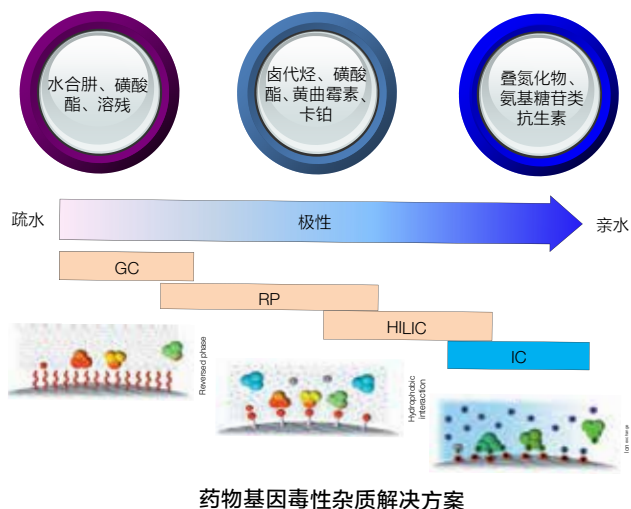 水合肼、磺酸
酯、溶残
卤代烃、磺酸
酯、黄曲霉素、
卡铂
叠氮化物、
氨基糖苷类
抗生素
疏水
极性
亲水
GC
RP
HILIC
IC
Reversed phase
Hydrophobic
interaction
药物基因毒性杂质解决方案